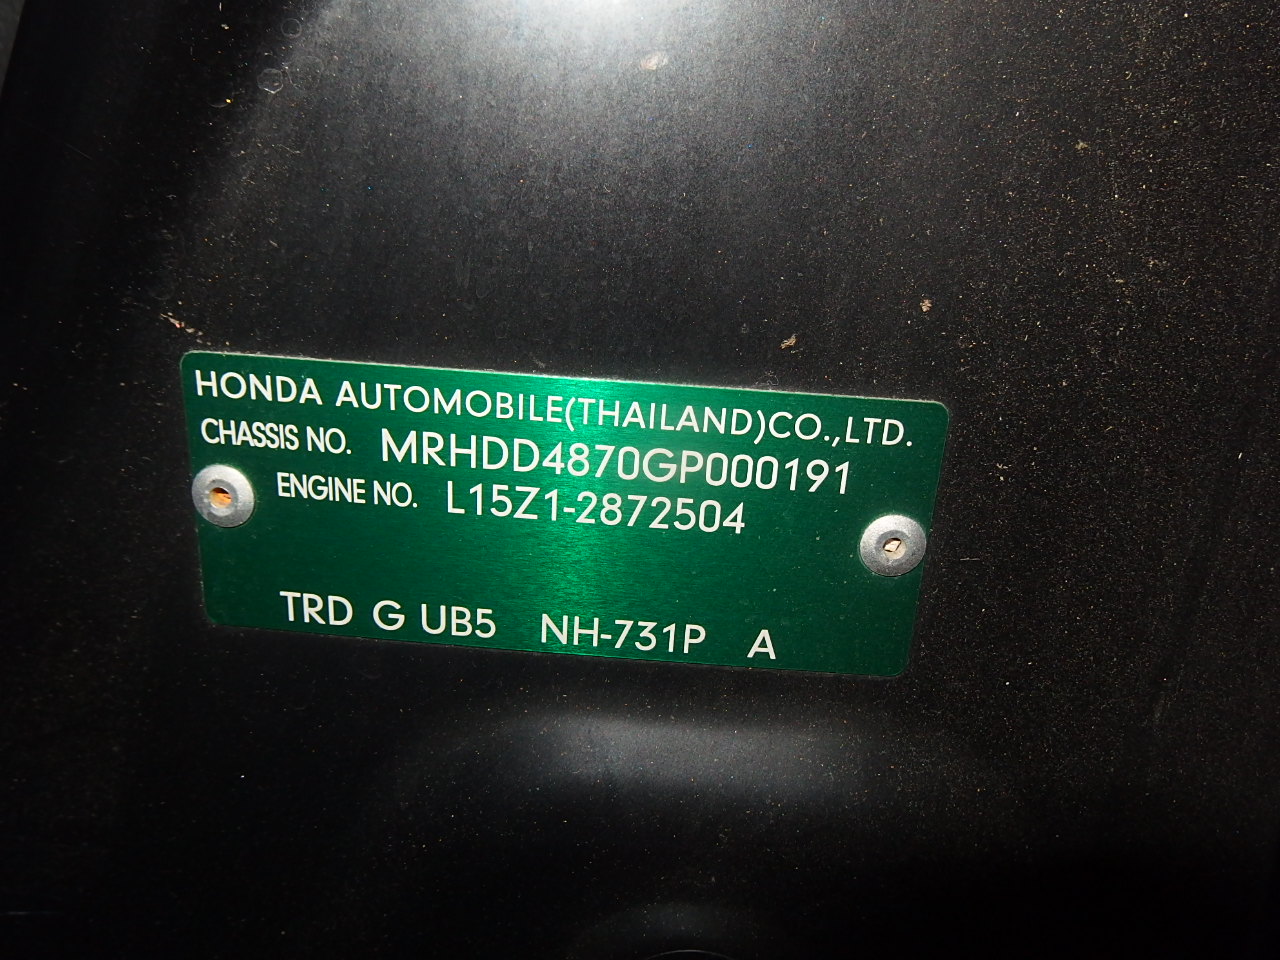 HONDA AUTOMOBILE(THAILAND)CO.,LTD.
CHASSIS NO. MRHDD4870GP000191
ENGINE NO. L15Z1-2872504
TRD G UB5 NH-731P A